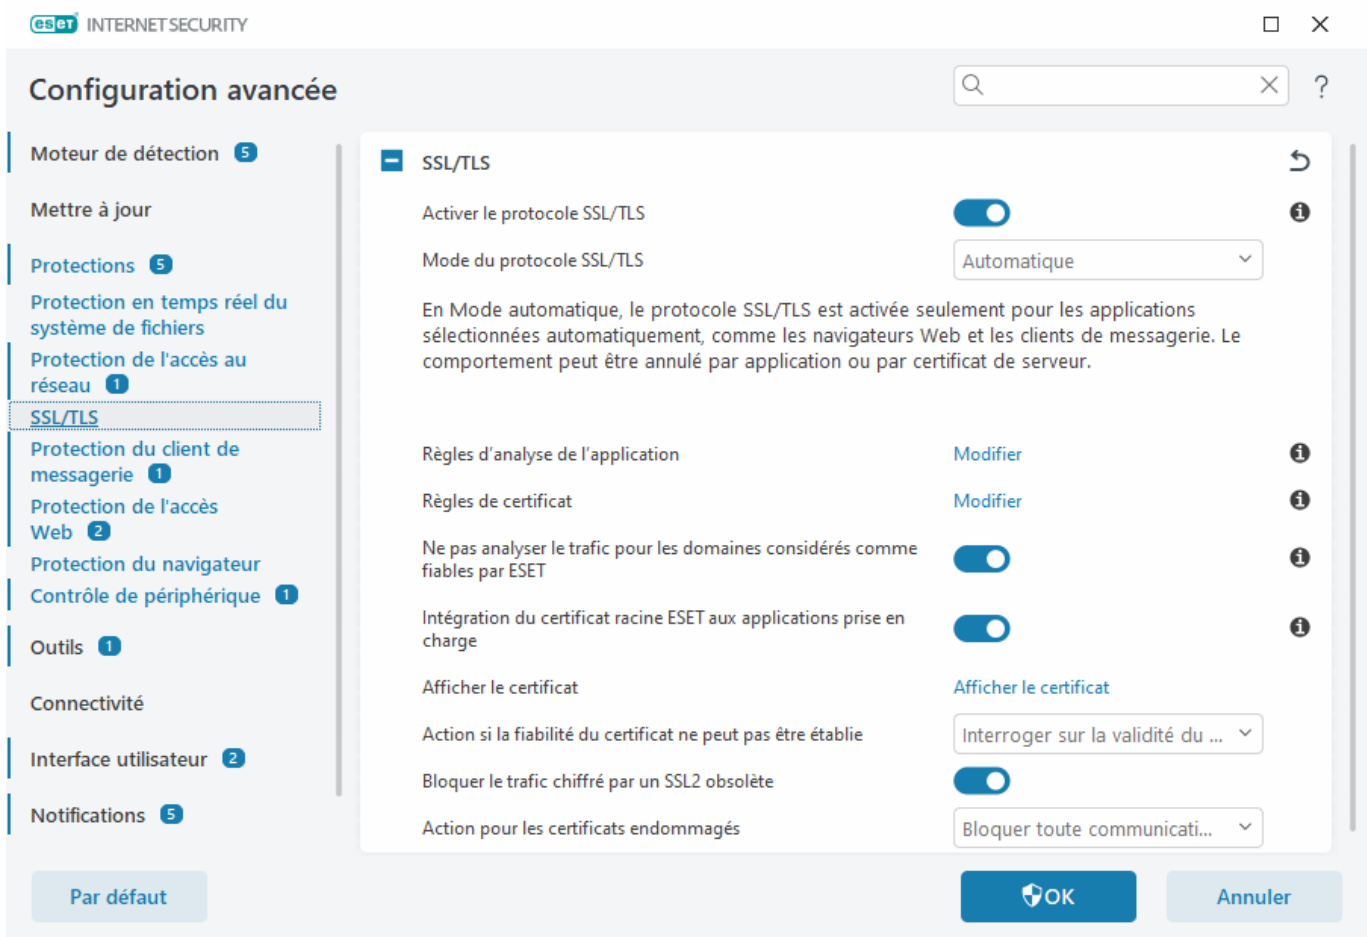 eseT INTERNET SECURITY
Configuration avancée
?
Moteur de détection 5
Mettre à jour
Protections 5
Protection en temps réel du
système de fichiers
Protection de l'accès au
réseau 1
SSL/TLS
Protection du client de
messagerie 1
Protection de l'accès
Web 2
Protection du navigateur
Contrôle de périphérique 1
Outils 1
Connectivité
Interface utilisateur 2
Notifications 5
SSL/TLS
Activer le protocole SSL/TLS
Mode du protocole SSL/TLS Automatique
En Mode automatique, le protocole SSL/TLS est activée seulement pour les applications
sélectionnées automatiquement, comme les navigateurs Web et les clients de messagerie. Le
comportement peut être annulé par application ou par certificat de serveur.
Règles d'analyse de l'application Modifier
Règles de certificat Modifier
Ne pas analyser le trafic pour les domaines considérés comme
fiables par ESET
Intégration du certificat racine ESET aux applications prise en
charge
Afficher le certificat Afficher le certificat
Action si la fiabilité du certificat ne peut pas être établie Interroger sur la validité du ...
Bloquer le trafic chiffré par un SSL2 obsolète
Action pour les certificats endommagés Bloquer toute communicati...
Par défaut OK Annuler